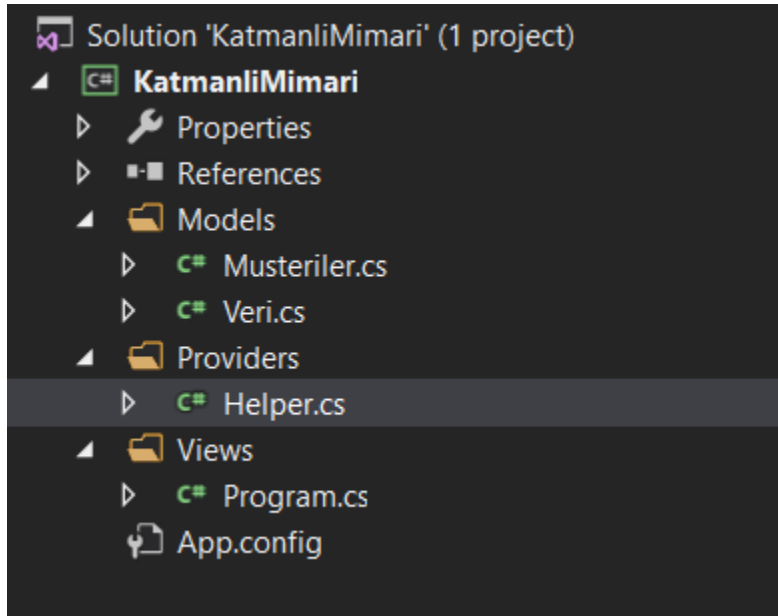 Solution 'KatmanliMimari' (1 project)
C# KatmanliMimari
Properties
References
Models
C# Musteriler.cs
C# Veri.cs
Providers
C# Helper.cs
Views
C# Program.cs
App.config